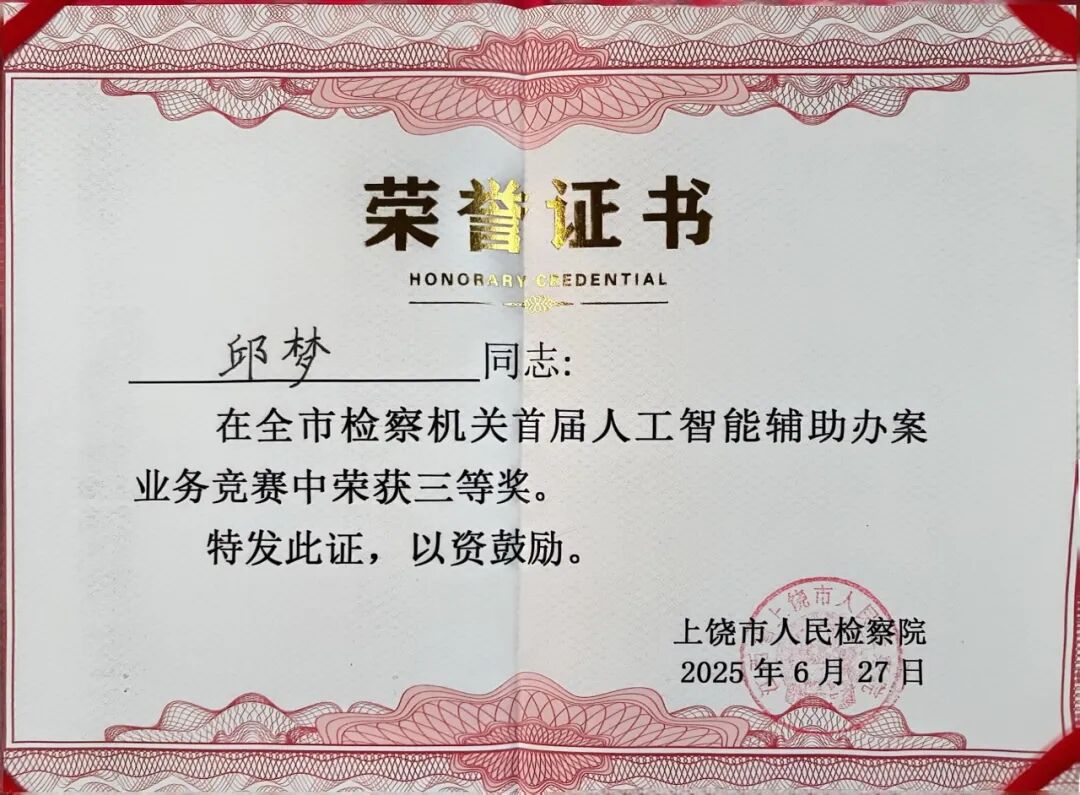 荣誉证书
HONORARY CREDENTIAL
邱梦 同志:
在全市检察机关首届人工智能辅助办案
业务竞赛中荣获三等奖。
特发此证，以资鼓励。
上饶市人民检察院
2025年6月27日